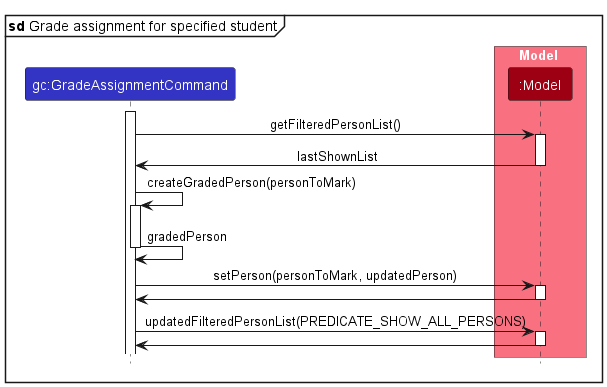 sd Grade assignment for specified student
Model
gc:GradeAssignmentCommand
:Model
getFilteredPersonList()
lastShownList
createGradedPerson(personToMark)
gradedPerson
setPerson(personToMark, updatedPerson)
updatedFilteredPersonList(PREDICATE_SHOW_ALL_PERSONS)